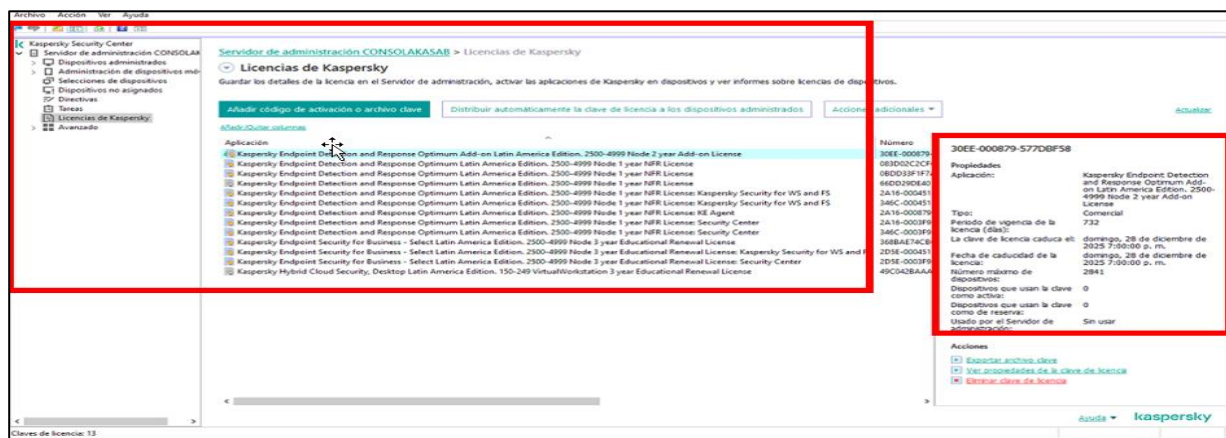 Archivo Acción Ver Ayuda
Kaspersky Security Center
Servidor de administración CONSOLAK
Dispositivos administrados
Administración de dispositivos mó
Selecciones de dispositivos
Dispositivos no asignados
Directivas
Tareas
Licencias de Kaspersky
Avanzado
Servidor de administración CONSOLAKASAB > Licencias de Kaspersky
Licencias de Kaspersky
Guardar los detalles de la licencia en el Servidor de administración, activar las aplicaciones de Kaspersky en dispositivos y ver informes sobre licencias de dispositivos.
Añadir código de activación o archivo clave
Distribuir automáticamente la clave de licencia a los dispositivos administrados
Acciones adicionales
Actualizar
Añadir/Quitar columnas
Aplicación Número
Kaspersky Endpoint Detection and Response Optimum Add-on Latin America Edition. 2500-4999 Node 2 year Add-on License 30EE-000879-
Kaspersky Endpoint Detection and Response Optimum Latin America Edition. 2500-4999 Node 1 year NFR License 083D02C2CF
Kaspersky Endpoint Detection and Response Optimum Latin America Edition. 2500-4999 Node 1 year NFR License 0BDD33F1F7
Kaspersky Endpoint Detection and Response Optimum Latin America Edition. 2500-4999 Node 1 year NFR License 66DD29DE40
Kaspersky Endpoint Detection and Response Optimum Latin America Edition. 2500-4999 Node 1 year NFR License: Kaspersky Security for WS and FS 2A16-000451
Kaspersky Endpoint Detection and Response Optimum Latin America Edition. 2500-4999 Node 1 year NFR License: Kaspersky Security for WS and FS 346C-000451
Kaspersky Endpoint Detection and Response Optimum Latin America Edition. 2500-4999 Node 1 year NFR License: KE Agent 2A16-000879
Kaspersky Endpoint Detection and Response Optimum Latin America Edition. 2500-4999 Node 1 year NFR License: Security Center 2A16-0003F9
Kaspersky Endpoint Detection and Response Optimum Latin America Edition. 2500-4999 Node 1 year NFR License: Security Center 346C-0003F9
Kaspersky Endpoint Security for Business - Select Latin America Edition. 2500-4999 Node 3 year Educational Renewal License 368BAE74CB
Kaspersky Endpoint Security for Business - Select Latin America Edition. 2500-4999 Node 3 year Educational Renewal License: Kaspersky Security for WS and F 2D5E-000451
Kaspersky Endpoint Security for Business - Select Latin America Edition. 2500-4999 Node 3 year Educational Renewal License: Security Center 2D5E-0003F9
Kaspersky Hybrid Cloud Security, Desktop Latin America Edition. 150-249 VirtualWorkstation 3 year Educational Renewal License 49C042BAAA
30EE-000879-577DBF58
Propiedades
Aplicación: Kaspersky Endpoint Detection
and Response Optimum Add-
on Latin America Edition. 2500-
4999 Node 2 year Add-on
License
Tipo: Comercial
Periodo de vigencia de la 732
licencia (días):
La clave de licencia caduca el: domingo, 28 de diciembre de
2025 7:00:00 p. m.
Fecha de caducidad de la domingo, 28 de diciembre de
licencia: 2025 7:00:00 p. m.
Número máximo de 2841
dispositivos:
Dispositivos que usan la clave 0
como activa:
Dispositivos que usan la clave 0
como de reserva:
Usado por el Servidor de Sin usar
administración:
Acciones
Exportar archivo clave
Ver propiedades de la clave de licencia
Eliminar clave de licencia
Ayuda kaspersky
Claves de licencia: 13